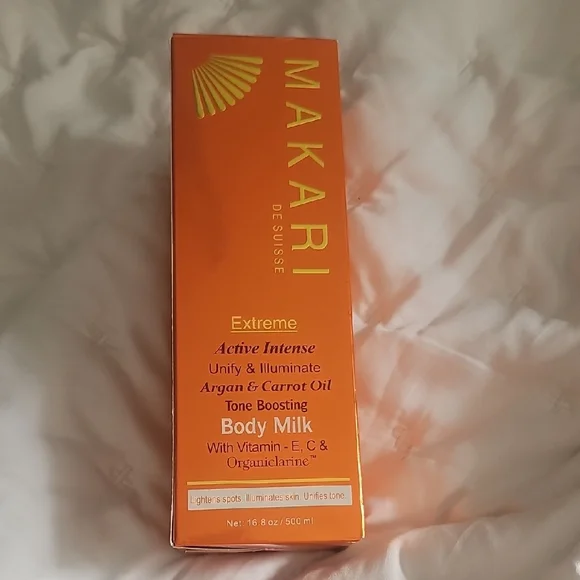 MAKARI
DE SUISSE
Extreme
Active Intense
Unify & Illuminate
Argan & Carrot Oil
Tone Boosting
Body Milk
With Vitamin - E, C &
Organiclarine™
Lightens spots. Illuminates skin. Unifies tone.
Net. 16.8 oz / 500 ml